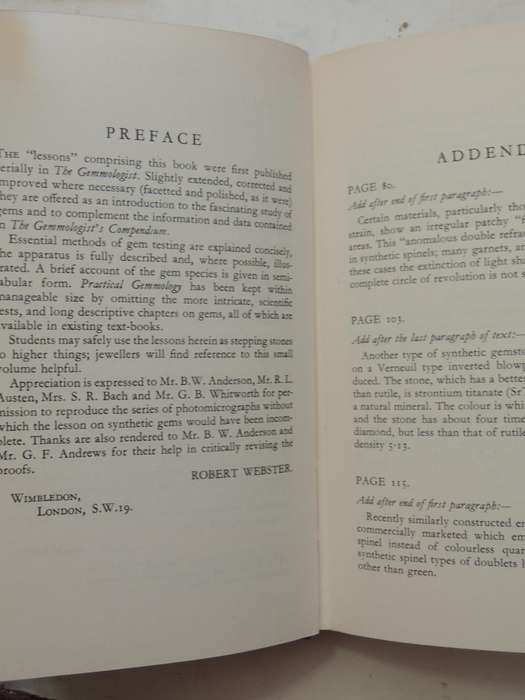 PREFACE
THE "lessons" comprising this book were first published
erially in The Gemmologist. Slightly extended, corrected and
improved where necessary (facetted and polished, as it were)
they are offered as an introduction to the fascinating study of
gems and to complement the information and data contained
n The Gemmologist's Compendium.
Essential methods of gem testing are explained concisely,
he apparatus is fully described and, where possible, illus-
rated. A brief account of the gem species is given in semi-
abular form. Practical Gemmology has been kept within
manageable size by omitting the more intricate, scientific
ests, and long descriptive chapters on gems, all of which are
available in existing text-books.
Students may safely use the lessons herein as stepping stones
to higher things; jewellers will find reference to this small
volume helpful.
Appreciation is expressed to Mr. B.W. Anderson, Mr. R. L.
Austen, Mrs. S. R. Bach and Mr. G. B. Whitworth for per-
mission to reproduce the series of photomicrographs without
which the lesson on synthetic gems would have been incom-
plete. Thanks are also rendered to Mr. B. W. Anderson and
Mr. G. F. Andrews for their help in critically revising the
proofs.
ROBERT WEBSTER.
WIMBLEDON,
LONDON, S.W.19.
ADDEND
PAGE 80.
Add after end of first paragraph:—
Certain materials, particularly tho
strain, show an irregular patchy "
areas. This "anomalous double refrac
in synthetic spinels; many garnets, an
these cases the extinction of light sha
complete circle of revolution is not s
PAGE 103.
Add after the last paragraph of text:—
Another type of synthetic gemsto
on a Verneuil type inverted blowp
duced. The stone, which has a better
than rutile, is strontium titanate (SrT
a natural mineral. The colour is whit
and the stone has about four time
diamond, but less than that of rutile
density 5·13.
PAGE 115.
Add after end of first paragraph:—
Recently similarly constructed em
commercially marketed which em
spinel instead of colourless quar
synthetic spinel types of doublets h
other than green.